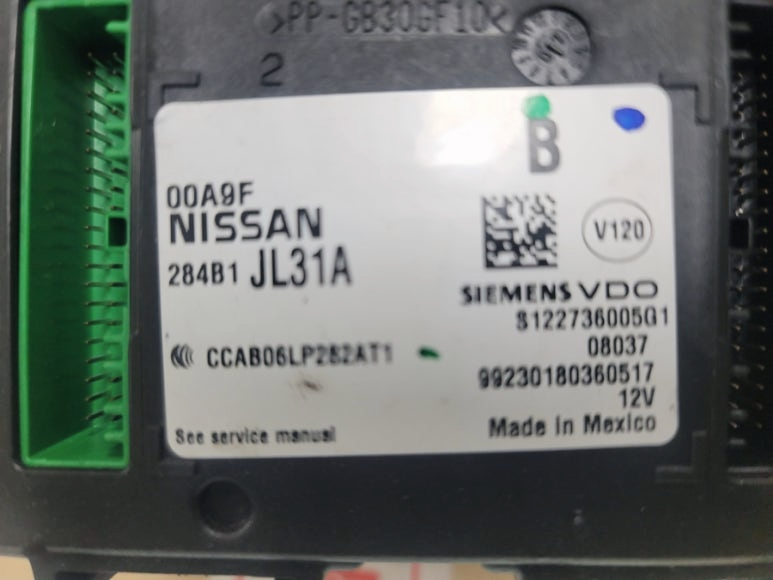 >PP-GB30GF10<
2
B
00A9F
NISSAN
284B1 JL31A
V120
SIEMENS VDO
S122736005G1
CCAB06LP282AT1
08037
99230180360517
12V
See service manual
Made in Mexico